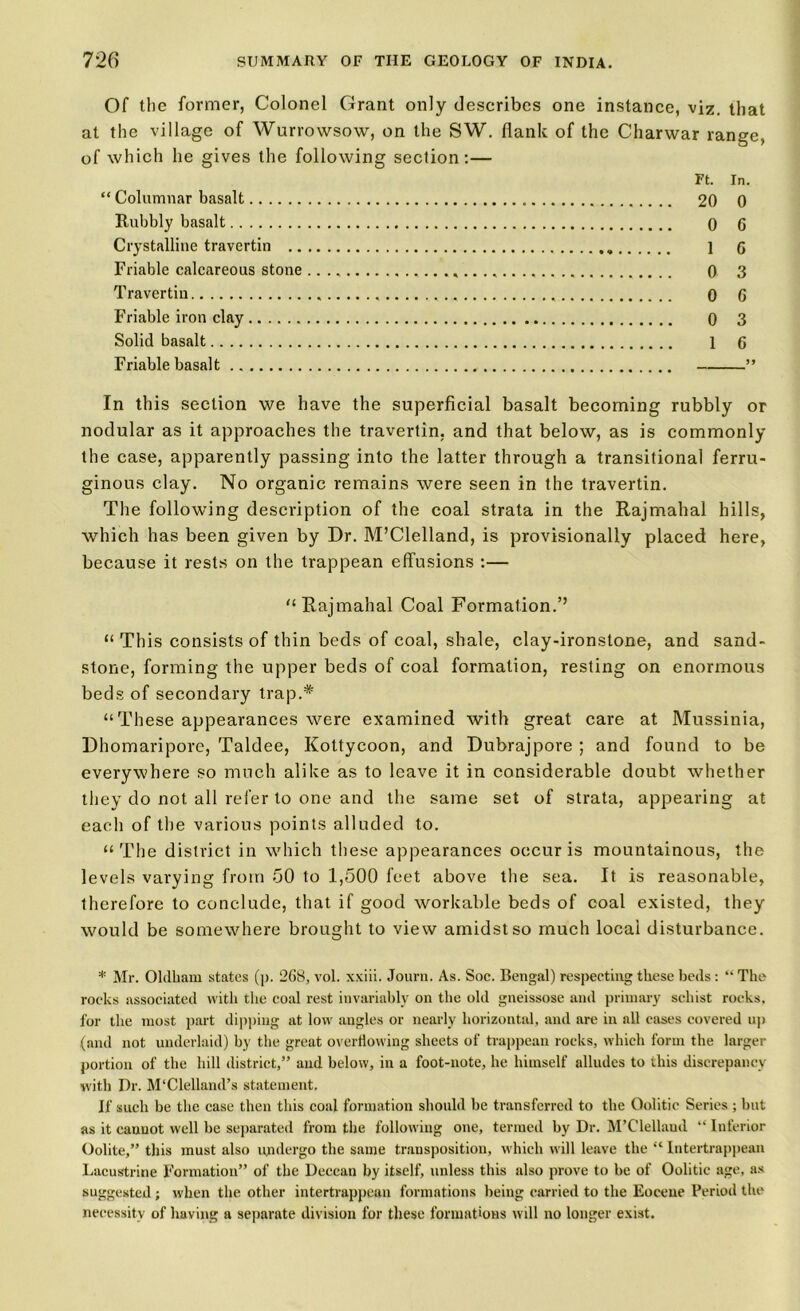 726 SUMMARY OF THE GEOLOGY OF INDIA.
Of the former, Colonel Grant only describes one instance, viz. that
at the village of Wurrowsow, on the SW. flank of the Charwar range,
of which he gives the following section:—
Ft. In.
“Columnar basalt........ 20 0
Rubbly basalt........ 0 6
Crystalline travertin ........ 1 6
Friable calcareous stone........ 0 3
Travertin........ 0 6
Friable iron clay........ 0 3
Solid basalt........ 1 6
Friable basalt ........ ——”
In this section we have the superficial basalt becoming rubbly or
nodular as it approaches the travertin, and that below, as is commonly
the case, apparently passing into the latter through a transitional ferru-
ginous clay. No organic remains were seen in the travertin.
The following description of the coal strata in the Rajmahal hills,
which has been given by Dr. M’Clelland, is provisionally placed here,
because it rests on the trappean effusions :—
“Rajmahal Coal Formation.”
“This consists of thin beds of coal, shale, clay-ironstone, and sand-
stone, forming the upper beds of coal formation, resting on enormous
beds of secondary trap.*
“These appearances were examined with great care at Mussinia,
Dhomaripore, Taldee, Kottycoon, and Dubrajpore ; and found to be
everywhere so much alike as to leave it in considerable doubt whether
they do not all refer to one and the same set of strata, appearing at
each of the various points alluded to.
“The district in which these appearances occur is mountainous, the
levels varying from 50 to 1,500 feet above the sea. It is reasonable,
therefore to conclude, that if good workable beds of coal existed, they
would be somewhere brought to view amidst so much local disturbance.
* Mr. Oldham states (p. 268, vol. xxiii. Journ. As. Soc. Bengal) respecting these beds : “The
rocks associated with the coal rest invariably on the old gneissose and primary schist rocks,
for the most part dipping at low angles or nearly horizontal, and are in all cases covered up
(and not underlaid) by the great overflowing sheets of trappean rocks, which form the larger
portion of the hill district,” and below, in a foot-note, he himself alludes to this discrepancy
with Dr. M‘Clelland’s statement.
If such be the case then this coal formation should be transferred to the Oolitic Series ; but
as it cannot well be separated from the following one, termed by Dr. M’Clelland “Inferior
Oolite,” this must also undergo the same transposition, which will leave the “Intertrappean
Lacustrine Formation” of the Deccan by itself, unless this also prove to be of Oolitic age, as
suggested ; when the other intertrappean formations being carried to the Eocene Period the
necessity of having a separate division for these formations will no longer exist.